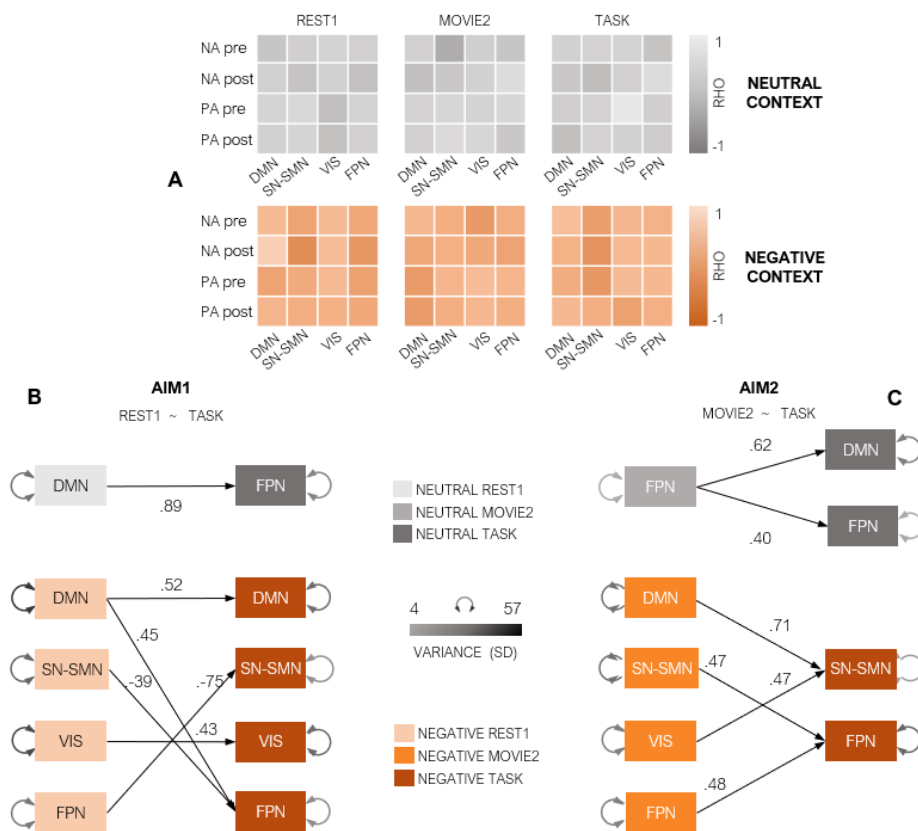 REST1 MOVIE2 TASK
NA pre
NA post
PA pre
PA post
1
RHO
-1
NEUTRAL
CONTEXT
DMN SN-SMN VIS FPN DMN SN-SMN VIS FPN DMN SN-SMN VIS FPN
A
NA pre
NA post
PA pre
PA post
1
RHO
-1
NEGATIVE
CONTEXT
DMN SN-SMN VIS FPN DMN SN-SMN VIS FPN DMN SN-SMN VIS FPN
B
AIM1
REST1 ~ TASK
DMN
.89
FPN
DMN
.52
DMN
.45
SN-SMN
.-39
.-75
SN-SMN
VIS
.43
VIS
FPN
FPN
NEUTRAL REST1
NEUTRAL MOVIE2
NEUTRAL TASK
4 57
VARIANCE (SD)
NEGATIVE REST1
NEGATIVE MOVIE2
NEGATIVE TASK
AIM2
C
MOVIE2 ~ TASK
.62
DMN
FPN
.40
FPN
DMN
.71
SN-SMN
.47
.47
SN-SMN
VIS
FPN
.48
FPN